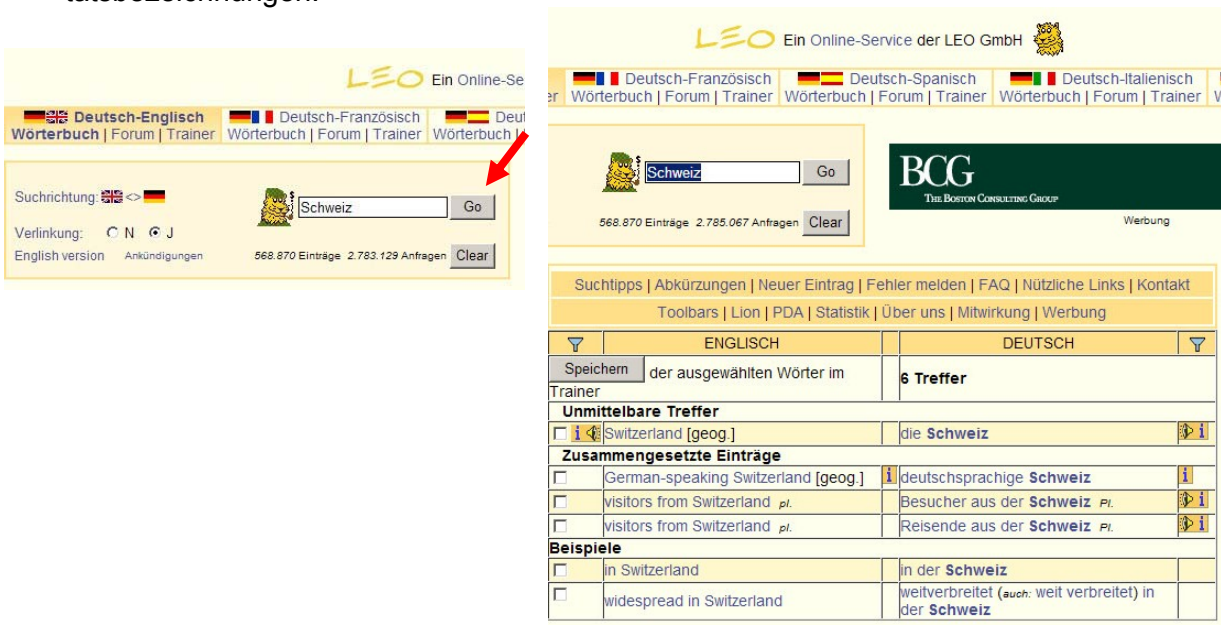 tatsbezeichnungen.
LEO Ein Online-Se
Deutsch-Englisch Deutsch-Französisch Deut
Wörterbuch | Forum | Trainer Wörterbuch | Forum | Trainer Wörterbuch |
Suchrichtung: <>
Schweiz Go
Verlinkung: N J
English version Ankündigungen 568.870 Einträge 2.783.129 Anfragen Clear
LEO Ein Online-Service der LEO GmbH
Deutsch-Französisch Deutsch-Spanisch Deutsch-Italienisch
er Wörterbuch | Forum | Trainer Wörterbuch | Forum | Trainer Wörterbuch | Forum | Trainer W
Schweiz Go
568.870 Einträge 2.785.067 Anfragen Clear
BCG
THE BOSTON CONSULTING GROUP
Werbung
Suchtipps | Abkürzungen | Neuer Eintrag | Fehler melden | FAQ | Nützliche Links | Kontakt
Toolbars | Lion | PDA | Statistik | Über uns | Mitwirkung | Werbung
ENGLISCH DEUTSCH
Speichern der ausgewählten Wörter im
Trainer
6 Treffer
Unmittelbare Treffer
i Switzerland [geog.] die Schweiz i
Zusammengesetzte Einträge
German-speaking Switzerland [geog.] i deutschsprachige Schweiz i
visitors from Switzerland pl. Besucher aus der Schweiz Pl. i
visitors from Switzerland pl. Reisende aus der Schweiz Pl. i
Beispiele
in Switzerland in der Schweiz
widespread in Switzerland weitverbreitet (auch: weit verbreitet) in
der Schweiz